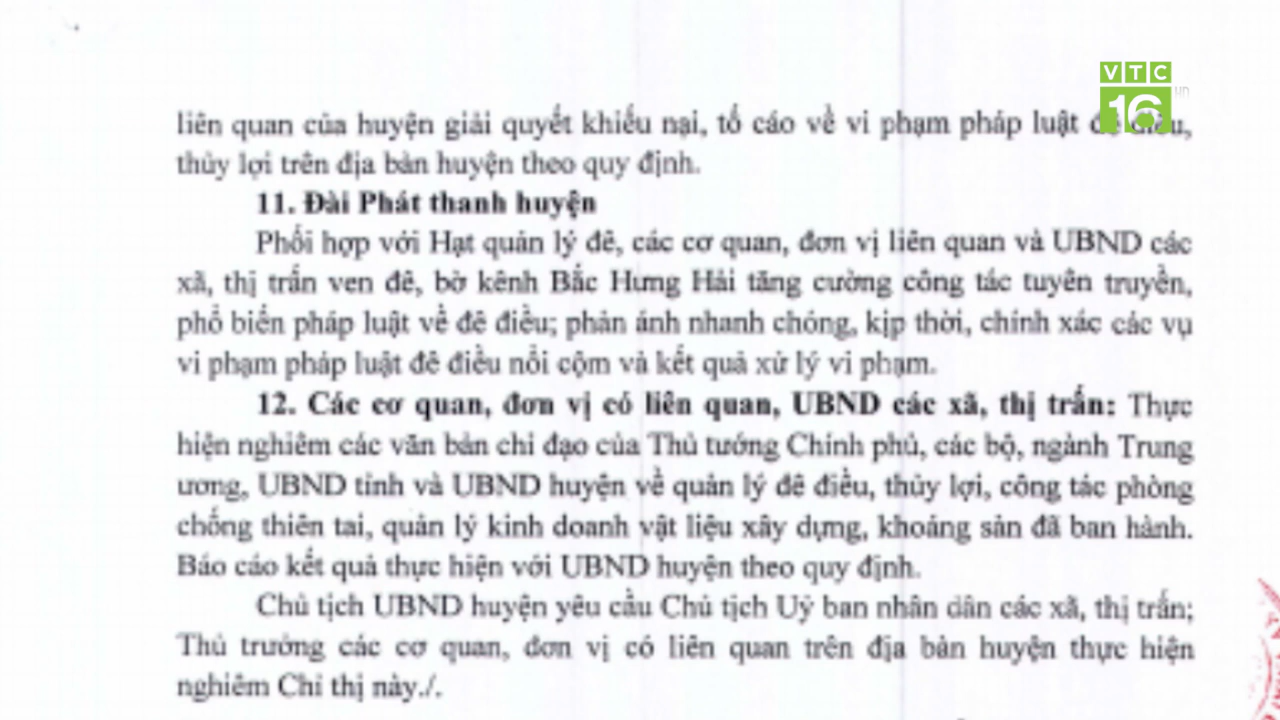 VTC
16
.vn
liên quan của huyện giải quyết khiếu nại, tố cáo về vi phạm pháp luật đê điều,
thủy lợi trên địa bàn huyện theo quy định.
11. Đài Phát thanh huyện
Phối hợp với Hạt quản lý đê, các cơ quan, đơn vị liên quan và UBND các
xã, thị trấn ven đê, bờ kênh Bắc Hưng Hải tăng cường công tác tuyên truyền,
phổ biến pháp luật về đê điều; phản ánh nhanh chóng, kịp thời, chính xác các vụ
vi phạm pháp luật đê điều nổi cộm và kết quả xử lý vi phạm.
12. Các cơ quan, đơn vị có liên quan, UBND các xã, thị trấn: Thực
hiện nghiêm các văn bản chỉ đạo của Thủ tướng Chính phủ, các bộ, ngành Trung
ương, UBND tỉnh và UBND huyện về quản lý đê điều, thủy lợi, công tác phòng
chống thiên tai, quản lý kinh doanh vật liệu xây dựng, khoáng sản đã ban hành.
Báo cáo kết quả thực hiện với UBND huyện theo quy định.
Chủ tịch UBND huyện yêu cầu Chủ tịch Uỷ ban nhân dân các xã, thị trấn;
Thủ trưởng các cơ quan, đơn vị có liên quan trên địa bàn huyện thực hiện
nghiêm Chỉ thị này./.